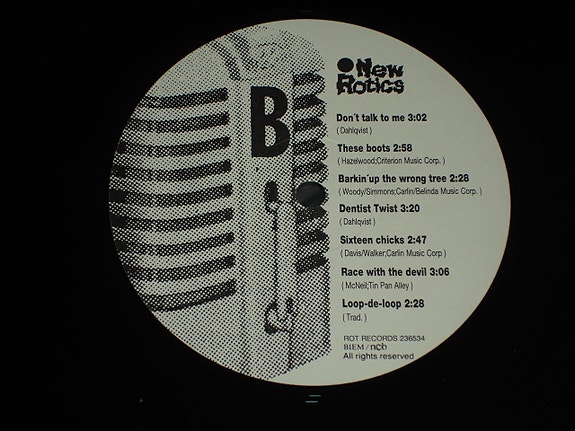 B
New
Rotics
Don't talk to me 3:02
( Dahlqvist )
These boots 2:58
( Hazelwood;Criterion Music Corp. )
Barkin'up the wrong tree 2:28
( Woody/Simmons;Carlin/Belinda Music Corp. )
Dentist Twist 3:20
( Dahlqvist )
Sixteen chicks 2:47
( Davis/Walker;Carlin Music Corp )
Race with the devil 3:06
( McNeil;Tin Pan Alley )
Loop-de-loop 2:28
( Trad. )
ROT RECORDS 236534
BIEM / ncb
All rights reserved